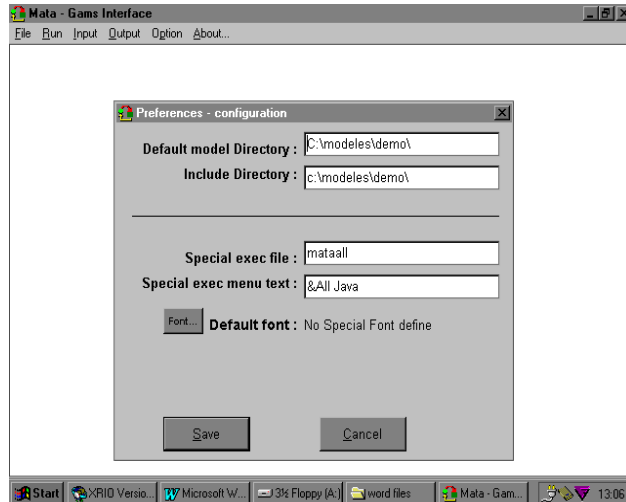 Mata - Gams Interface
File Run Input Output Option About...
Preferences - configuration
Default model Directory : C:\modeles\demo\
Include Directory : c:\modeles\demo\
Special exec file : mataall
Special exec menu text : &All Java
Font... Default font : No Special Font define
Save Cancel
Start XRIO Versio... Microsoft W... 3½ Floppy (A:) word files Mata - Gam... 13:06